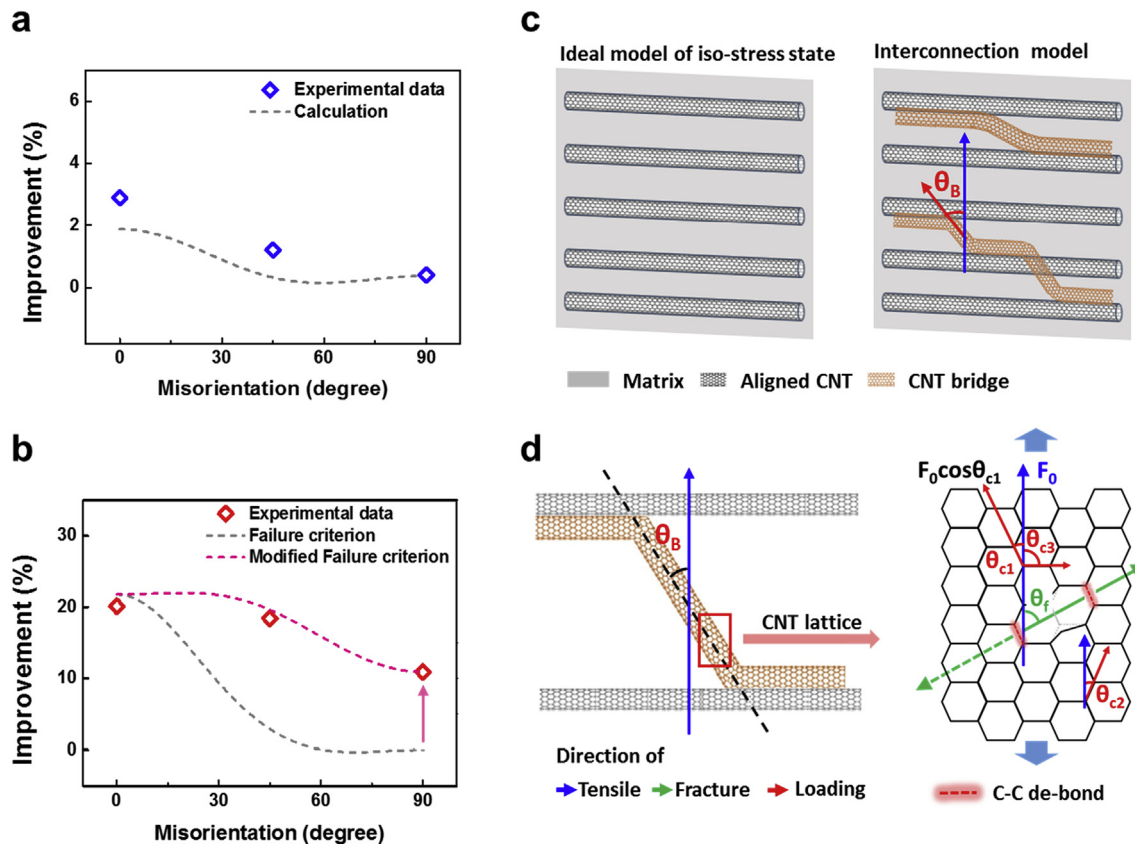 a
Experimental data
Calculation
Improvement (%)
6
4
2
0
0
30
60
90
Misorientation (degree)
b
Experimental data
Failure criterion
Modified Failure criterion
Improvement (%)
30
20
10
0
0
30
60
90
Misorientation (degree)
c
Ideal model of iso-stress state
Interconnection model
θB
Matrix
Aligned CNT
CNT bridge
d
θB
CNT lattice
Direction of
Tensile
Fracture
Loading
F0cosθc1
F0
θc3
θc1
θf
θc2
C-C de-bond